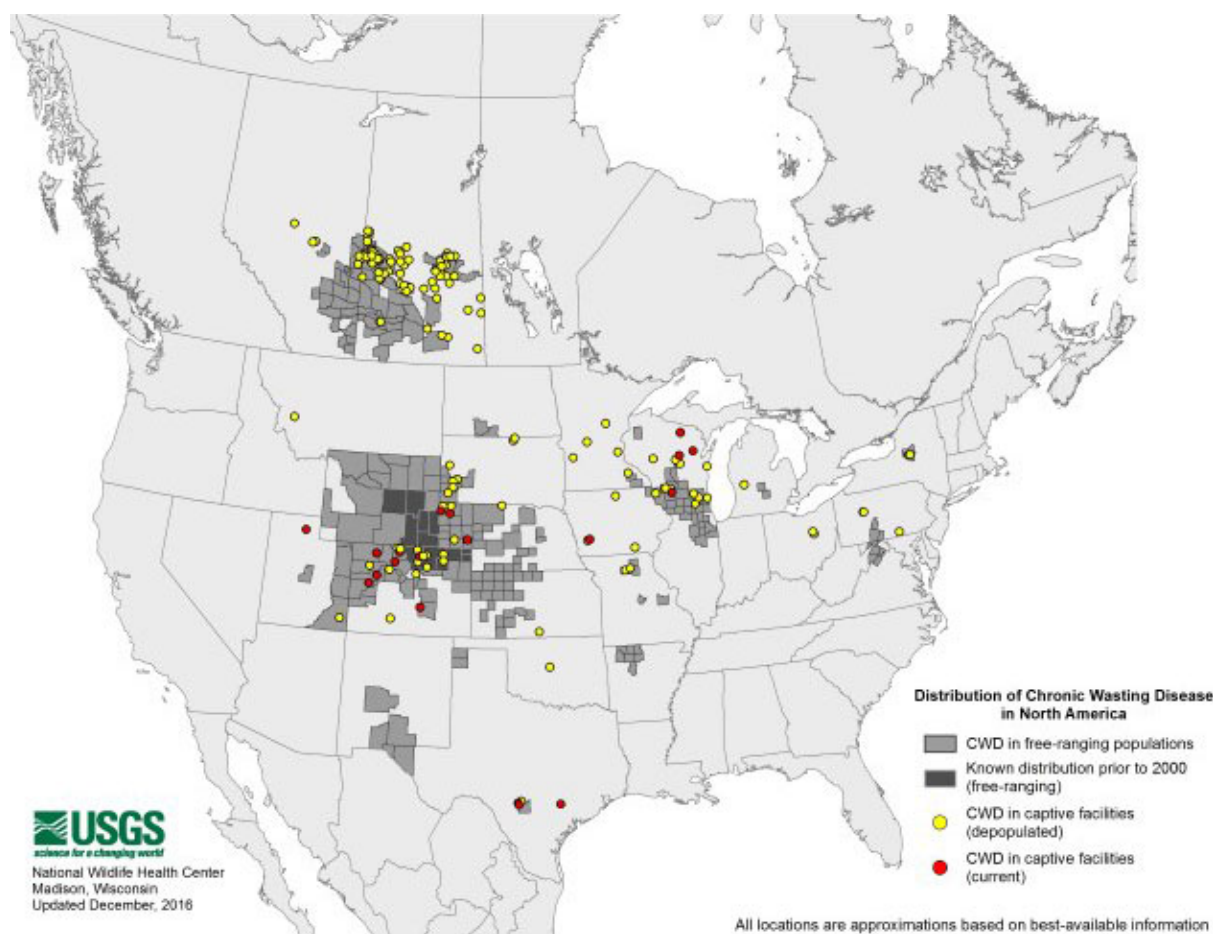 Distribution of Chronic Wasting Disease
in North America
CWD in free-ranging populations
Known distribution prior to 2000
(free-ranging)
CWD in captive facilities
(depopulated)
CWD in captive facilities
(current)
USGS
science for a changing world
National Wildlife Health Center
Madison, Wisconsin
Updated December, 2016
All locations are approximations based on best-available information